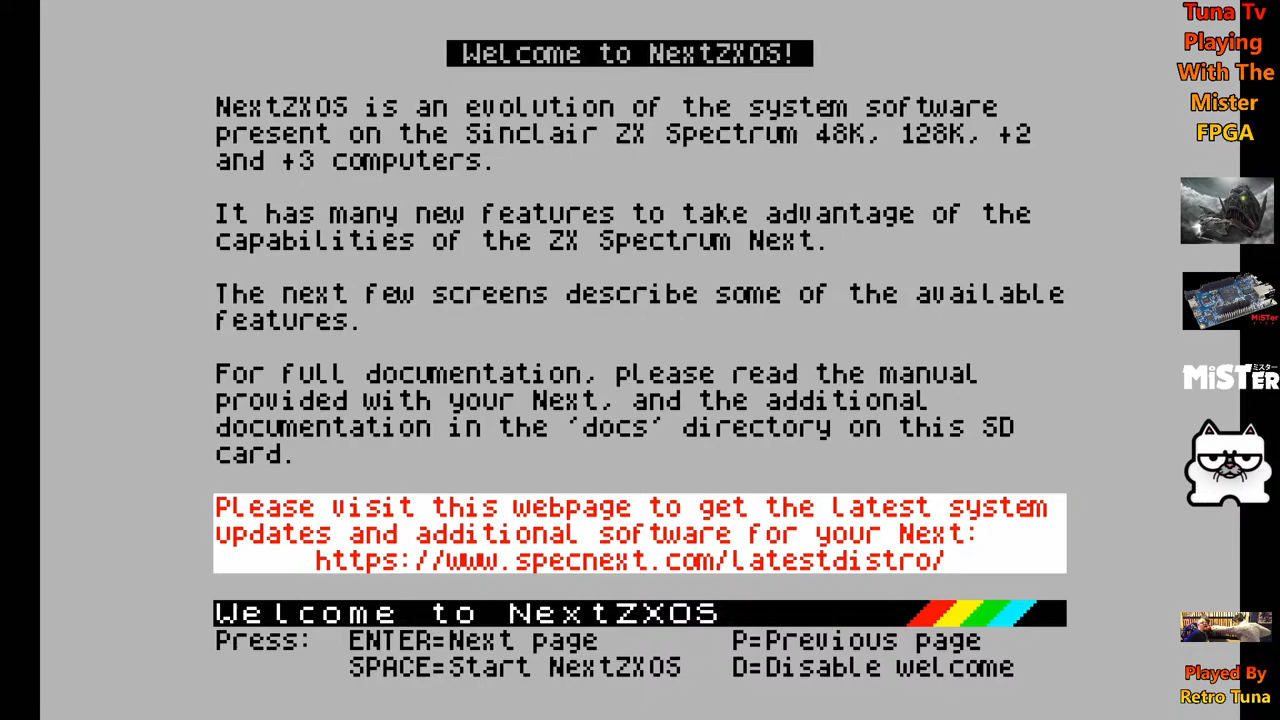 Welcome to NextZXOS!
NextZXOS is an evolution of the system software
present on the Sinclair ZX Spectrum 48K, 128K, +2
and +3 computers.
It has many new features to take advantage of the
capabilities of the ZX Spectrum Next.
The next few screens describe some of the available
features.
For full documentation, please read the manual
provided with your Next, and the additional
documentation in the 'docs' directory on this SD
card.
Please visit this webpage to get the latest system
updates and additional software for your Next:
https://www.specnext.com/latestdistro/
Welcome to NextZXOS
Press: ENTER=Next page P=Previous page
SPACE=Start NextZXOS D=Disable welcome
Tuna Tv
Playing
With The
Mister
FPGA
MiSTer
MiSTER
ミスター
Played By
Retro Tuna